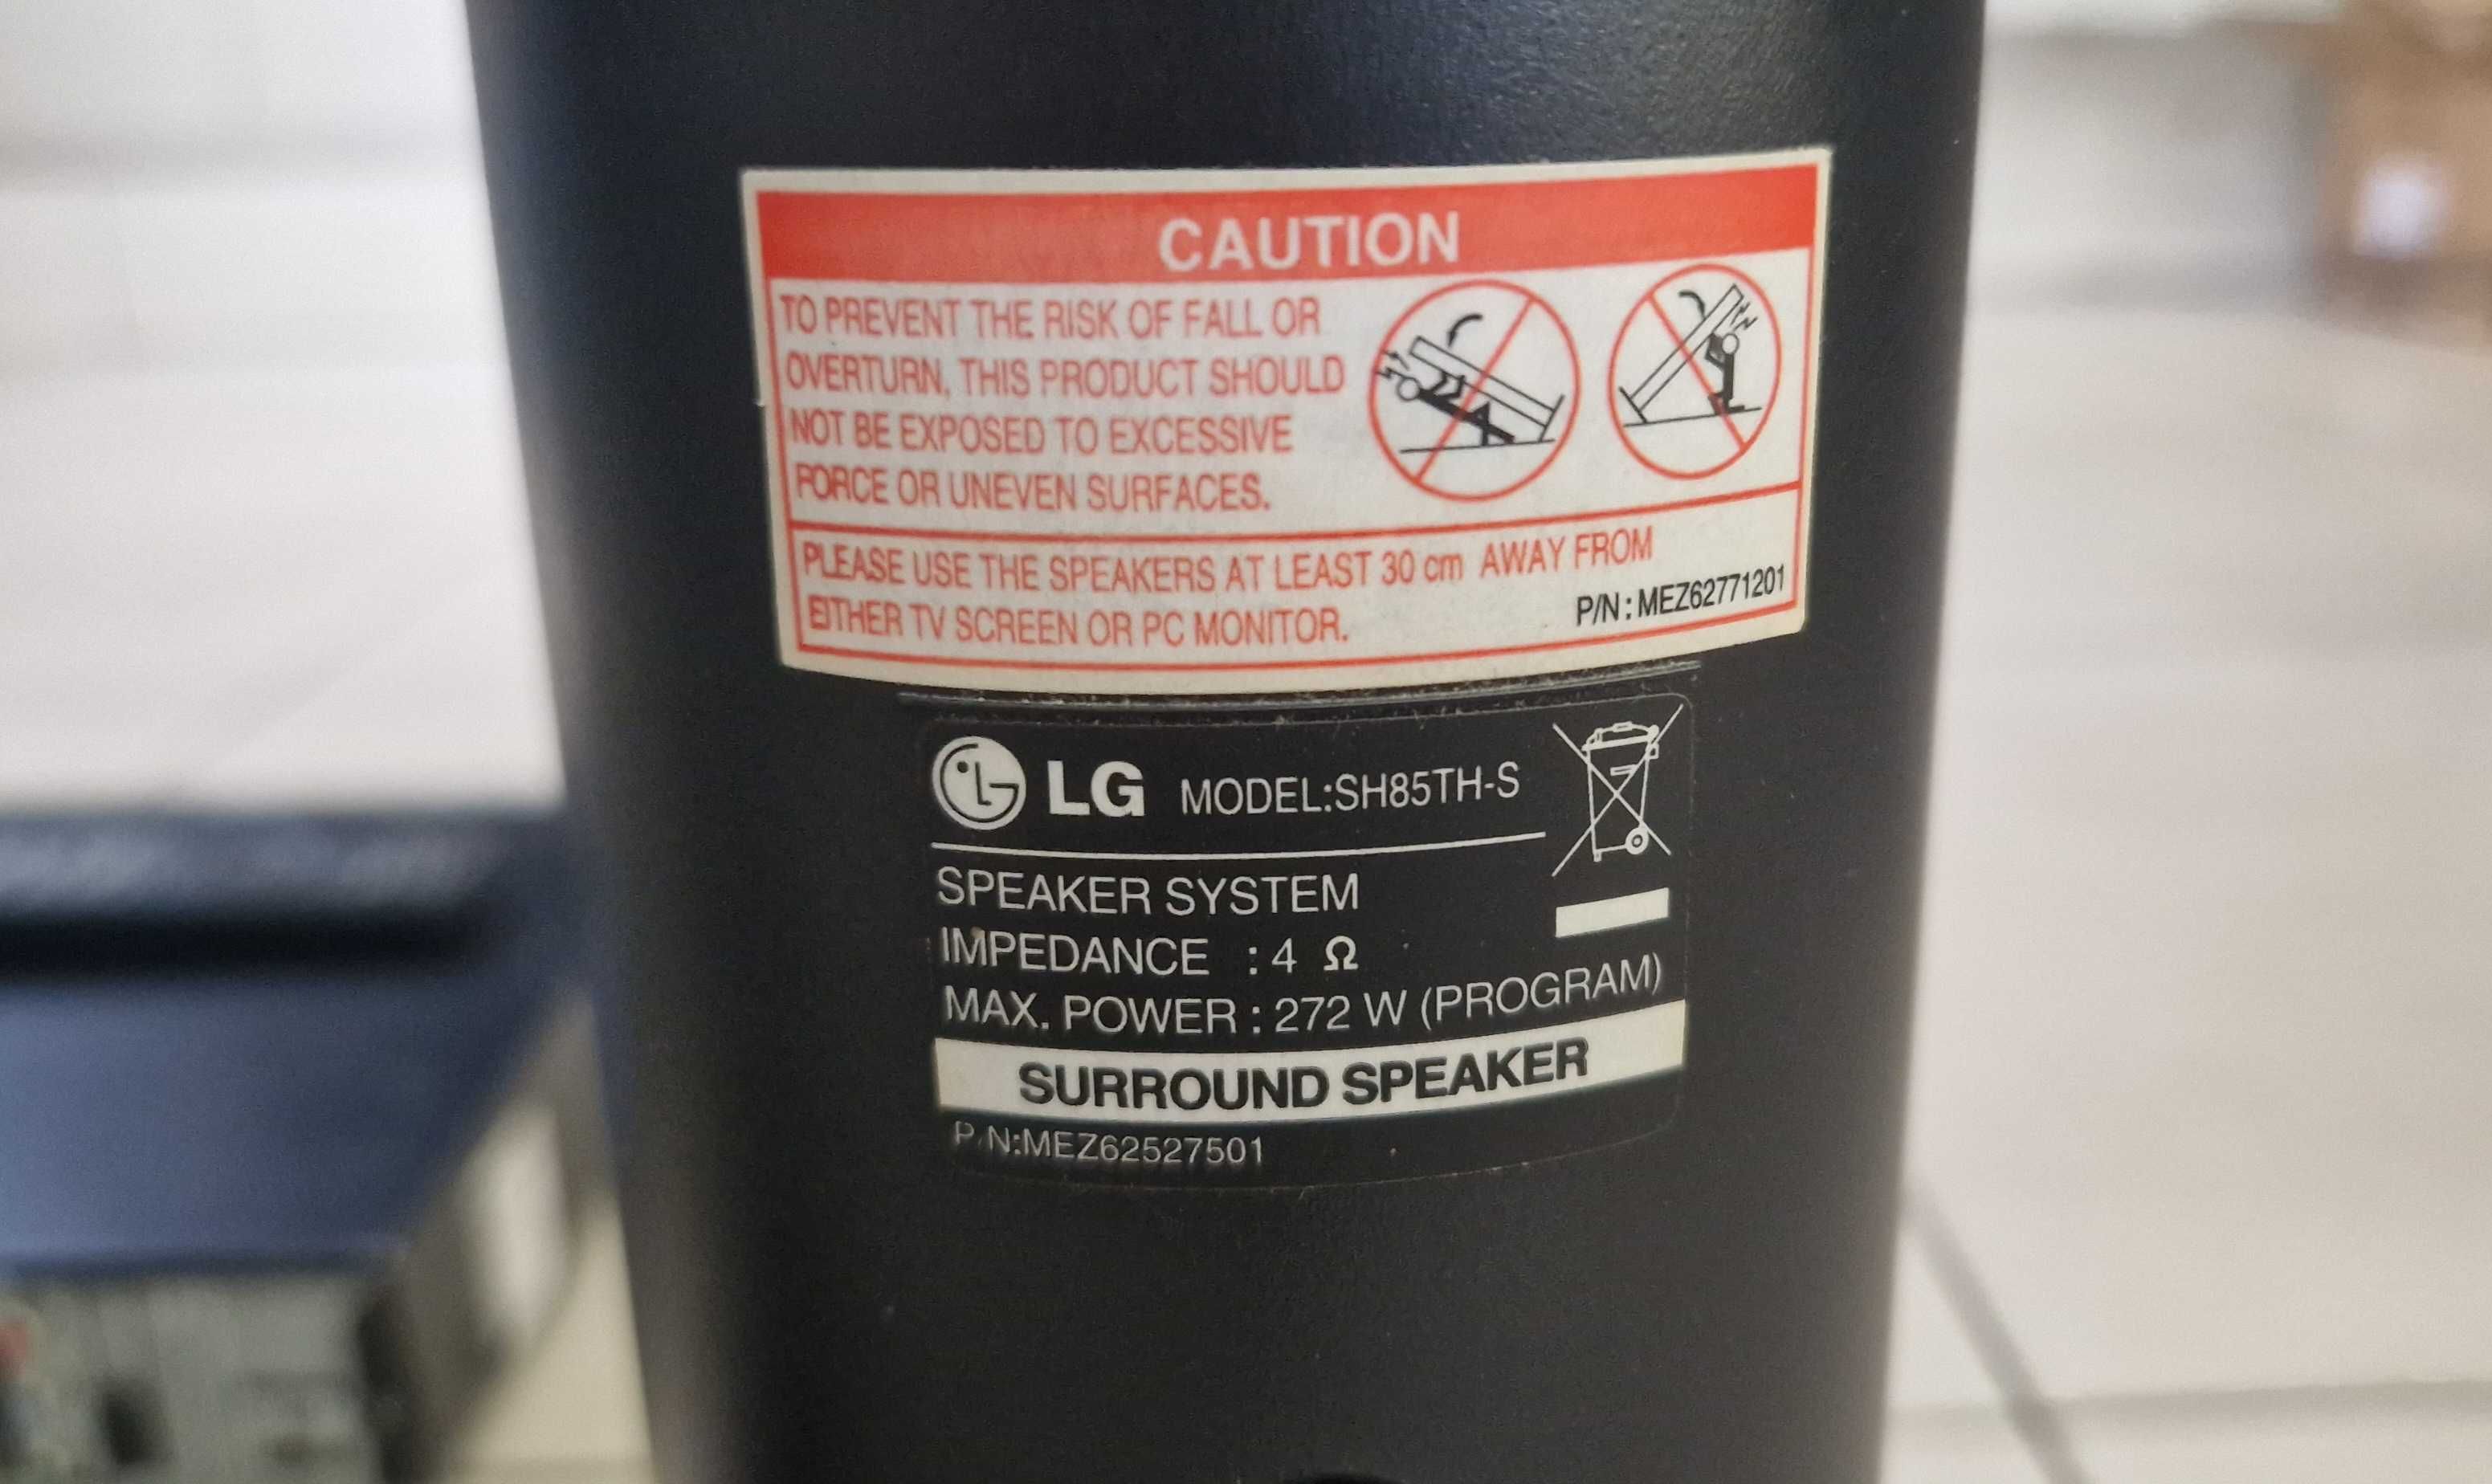 CAUTION
TO PREVENT THE RISK OF FALL OR
OVERTURN, THIS PRODUCT SHOULD
NOT BE EXPOSED TO EXCESSIVE
FORCE OR UNEVEN SURFACES.
PLEASE USE THE SPEAKERS AT LEAST 30 cm AWAY FROM
EITHER TV SCREEN OR PC MONITOR.
P/N : MEZ62771201
LG MODEL:SH85TH-S
SPEAKER SYSTEM
IMPEDANCE : 4 Ω
MAX. POWER : 272 W (PROGRAM)
SURROUND SPEAKER
P/N:MEZ62527501